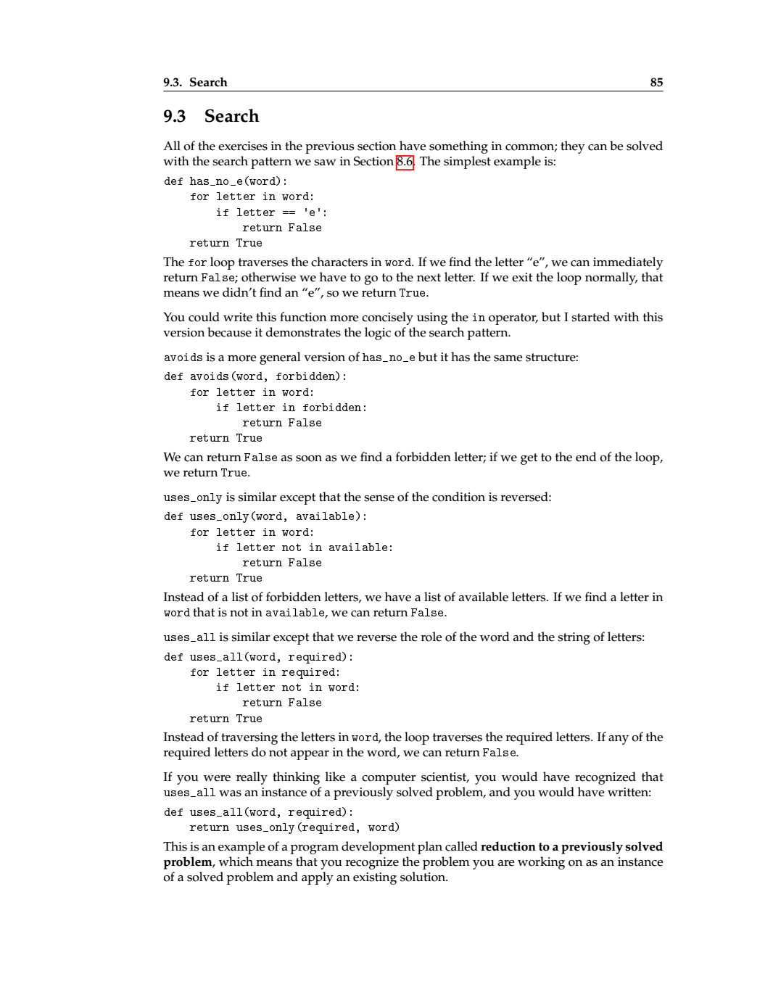 9.3. Search 85
9.3 Search
All of the exercises in the previous section have something in common; they can be solved
with the search pattern we saw in Section 8.6. The simplest example is:
def has_no_e(word):
    for letter in word:
        if letter == 'e':
            return False
    return True
The for loop traverses the characters in word. If we find the letter “e”, we can immediately
return False; otherwise we have to go to the next letter. If we exit the loop normally, that
means we didn’t find an “e”, so we return True.
You could write this function more concisely using the in operator, but I started with this
version because it demonstrates the logic of the search pattern.
avoids is a more general version of has_no_e but it has the same structure:
def avoids(word, forbidden):
    for letter in word:
        if letter in forbidden:
            return False
    return True
We can return False as soon as we find a forbidden letter; if we get to the end of the loop,
we return True.
uses_only is similar except that the sense of the condition is reversed:
def uses_only(word, available):
    for letter in word:
        if letter not in available:
            return False
    return True
Instead of a list of forbidden letters, we have a list of available letters. If we find a letter in
word that is not in available, we can return False.
uses_all is similar except that we reverse the role of the word and the string of letters:
def uses_all(word, required):
    for letter in required:
        if letter not in word:
            return False
    return True
Instead of traversing the letters in word, the loop traverses the required letters. If any of the
required letters do not appear in the word, we can return False.
If you were really thinking like a computer scientist, you would have recognized that
uses_all was an instance of a previously solved problem, and you would have written:
def uses_all(word, required):
    return uses_only(required, word)
This is an example of a program development plan called reduction to a previously solved
problem, which means that you recognize the problem you are working on as an instance
of a solved problem and apply an existing solution.